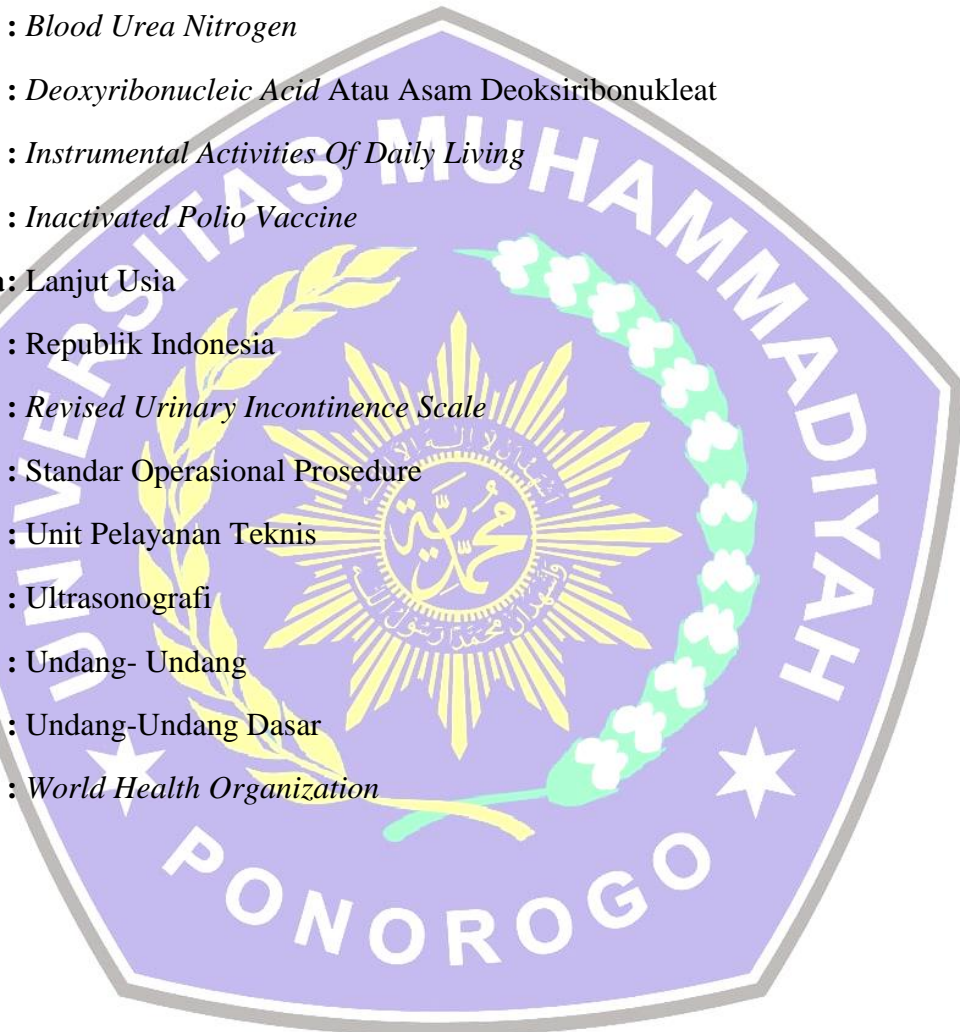 : Blood Urea Nitrogen
: Deoxyribonucleic Acid Atau Asam Deoksiribonukleat
: Instrumental Activities Of Daily Living
: Inactivated Polio Vaccine
a: Lanjut Usia
: Republik Indonesia
: Revised Urinary Incontinence Scale
: Standar Operasional Prosedure
: Unit Pelayanan Teknis
: Ultrasonografi
: Undang- Undang
: Undang-Undang Dasar
: World Health Organization
UNIVERSITAS MUHAMMADIYAH
PONOROGO
محمدية